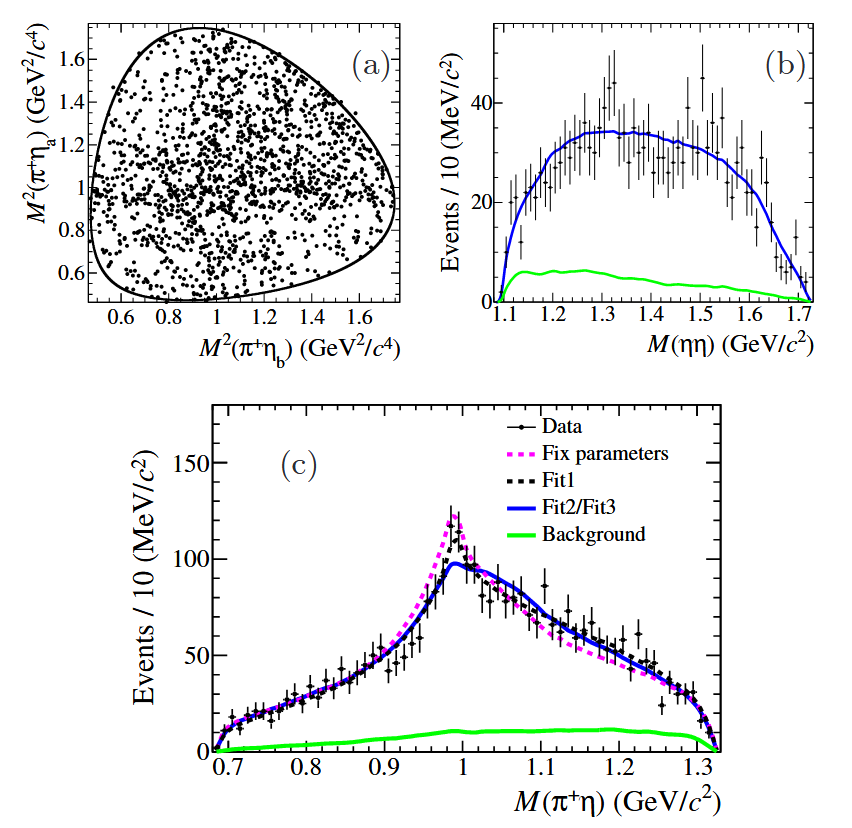 (a)
M²(π⁺ηₐ) (GeV²/c⁴)
1.6
1.4
1.2
1
0.8
0.6
0.6 0.8 1 1.2 1.4 1.6
M²(π⁺η_b) (GeV²/c⁴)
(b)
Events / 10 (MeV/c²)
40
20
0
1.1 1.2 1.3 1.4 1.5 1.6 1.7
M(ηη) (GeV/c²)
(c)
Events / 10 (MeV/c²)
150
100
50
0
Data
Fix parameters
Fit1
Fit2/Fit3
Background
0.7 0.8 0.9 1 1.1 1.2 1.3
M(π⁺η) (GeV/c²)